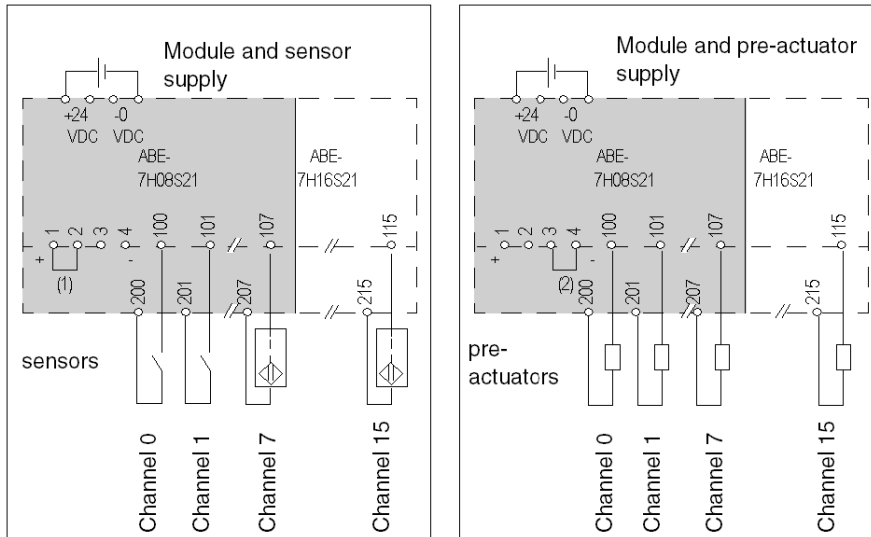 Module and sensor
supply
+24 -0
VDC VDC
ABE-
7H08S21
ABE-
7H16S21
1 2 3 4 100 101 107 115
+ (1) -
200 201 207 215
sensors
Channel 0
Channel 1
Channel 7
Channel 15
Module and pre-actuator
supply
+24 -0
VDC VDC
ABE-
7H08S21
ABE-
7H16S21
1 2 3 4 100 101 107 115
+ (2) -
200 201 207 215
pre-
actuators
Channel 0
Channel 1
Channel 7
Channel 15